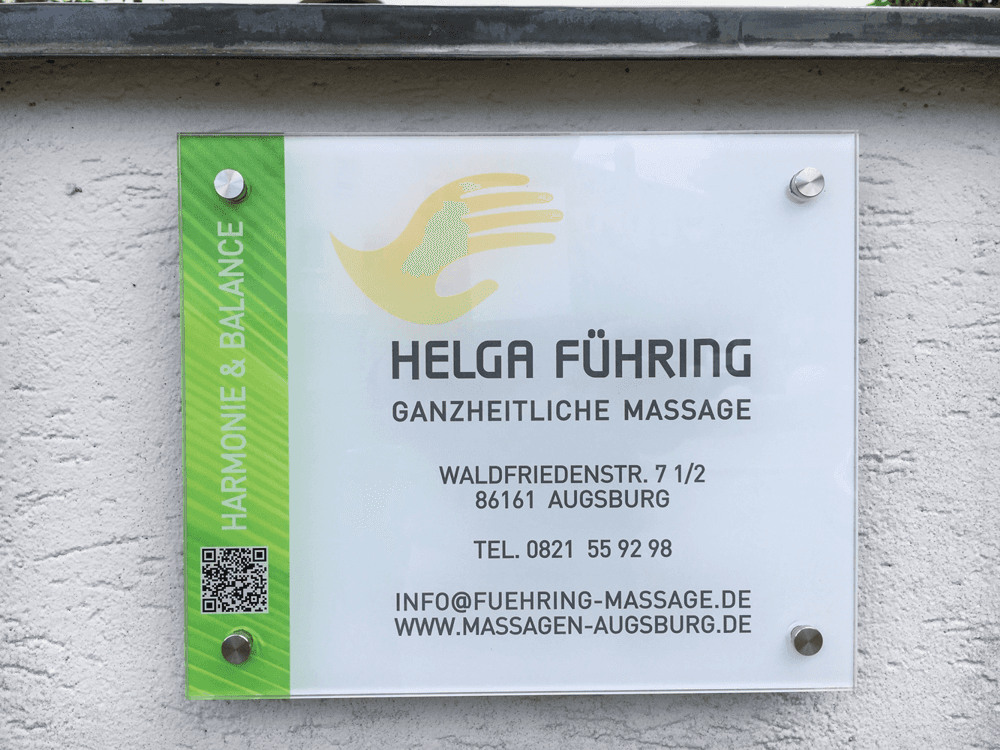 HARMONIE & BALANCE
HELGA FÜHRING
GANZHEITLICHE MASSAGE
WALDFRIEDENSTR. 7 1/2
86161 AUGSBURG
TEL. 0821 55 92 98
INFO@FUEHRING-MASSAGE.DE
WWW.MASSAGEN-AUGSBURG.DE